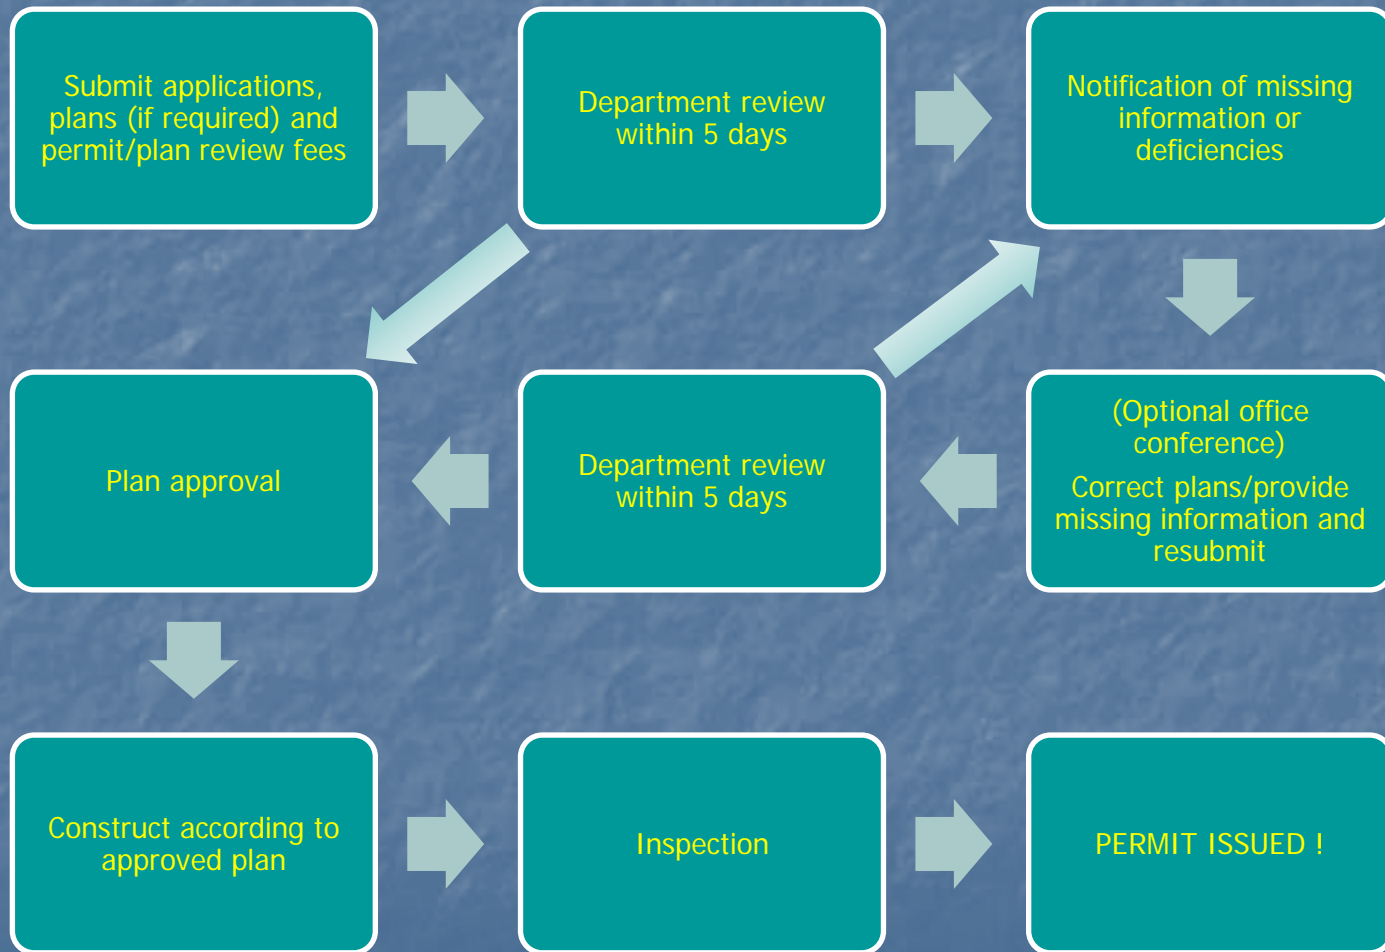 Submit applications,
plans (if required) and
permit/plan review fees
Department review
within 5 days
Notification of missing
information or
deficiencies
Plan approval
Department review
within 5 days
(Optional office
conference)
Correct plans/provide
missing information and
resubmit
Construct according to
approved plan
Inspection
PERMIT ISSUED !